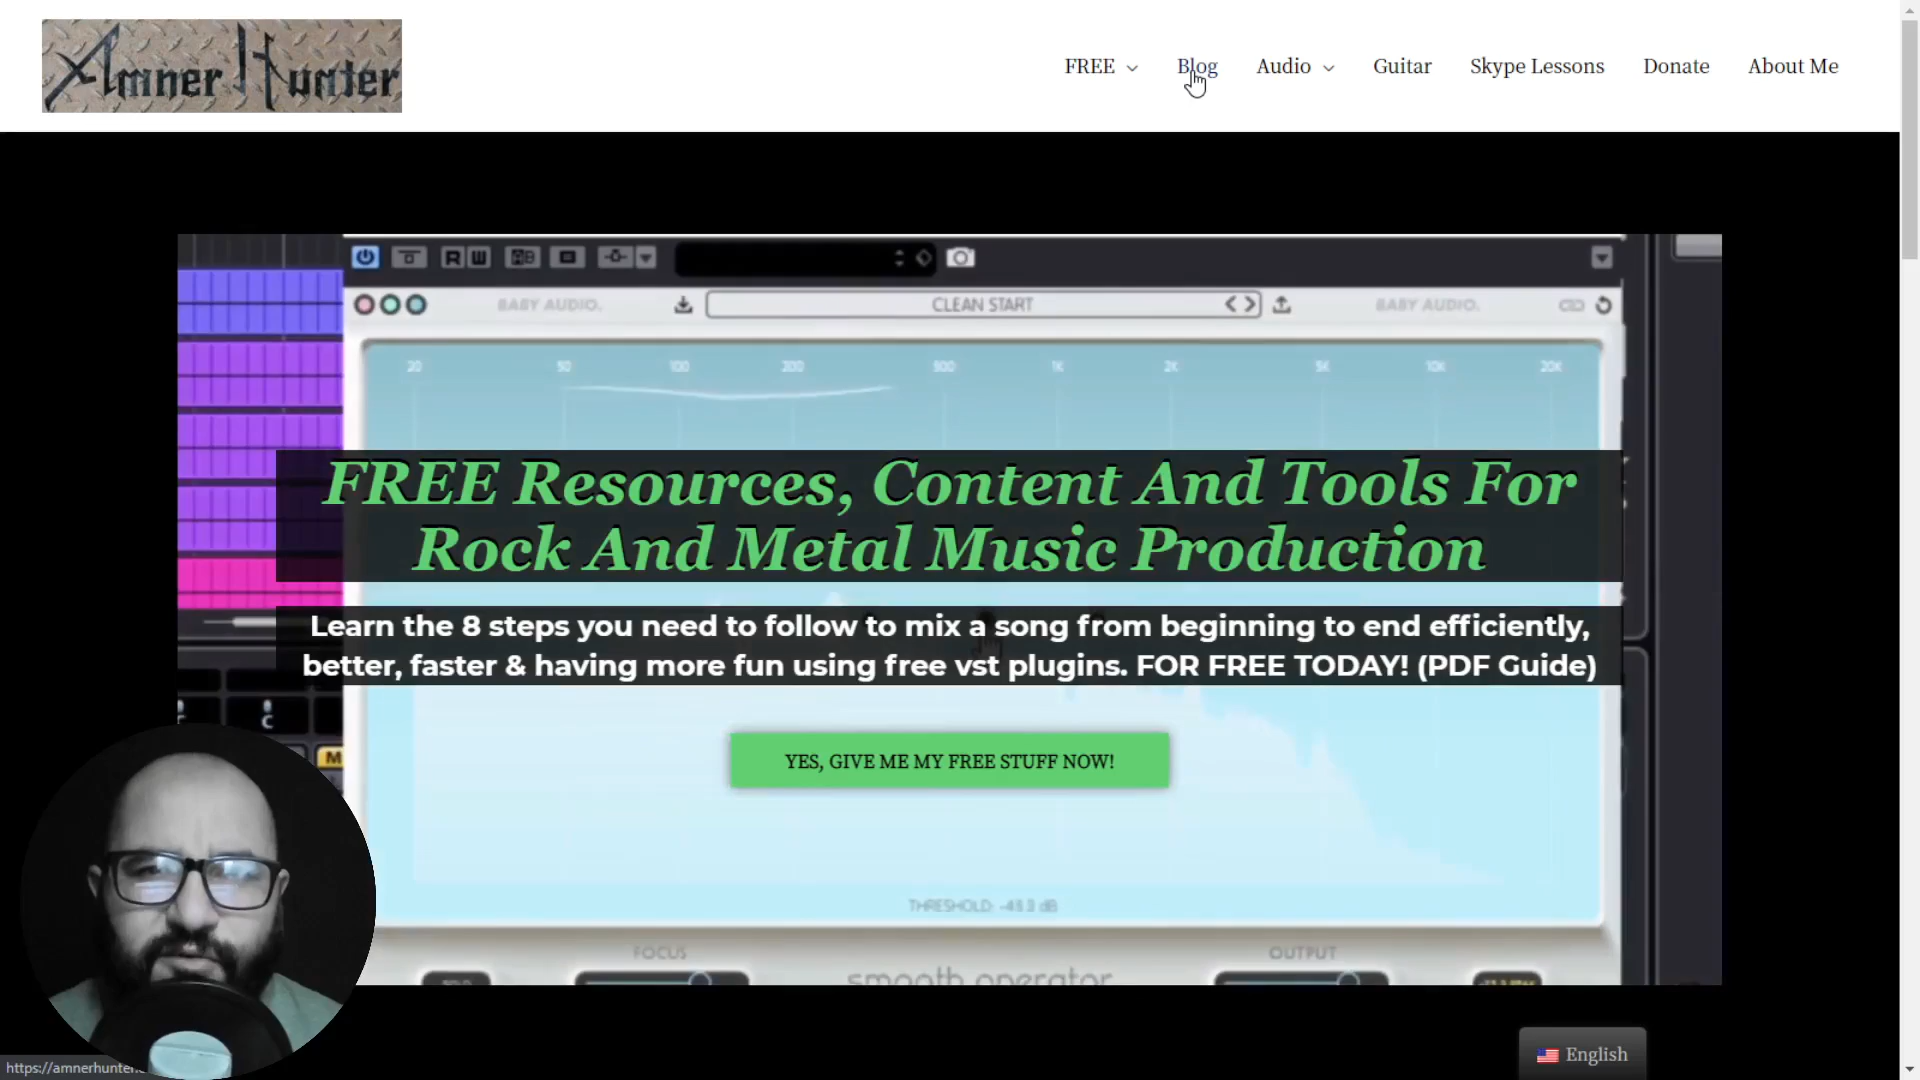 Amner Hunter
FREE Blog Audio Guitar Skype Lessons Donate About Me
R W
BABY AUDIO. CLEAN START BABY AUDIO.
20 50 100 200 500 1K 2K 5K 10K 20K
FREE Resources, Content And Tools For
Rock And Metal Music Production
Learn the 8 steps you need to follow to mix a song from beginning to end efficiently,
better, faster & having more fun using free vst plugins. FOR FREE TODAY! (PDF Guide)
C
M
YES, GIVE ME MY FREE STUFF NOW!
THRESHOLD:
FOCUS
OUTPUT
smooth operator
English
https://amnerhunter.